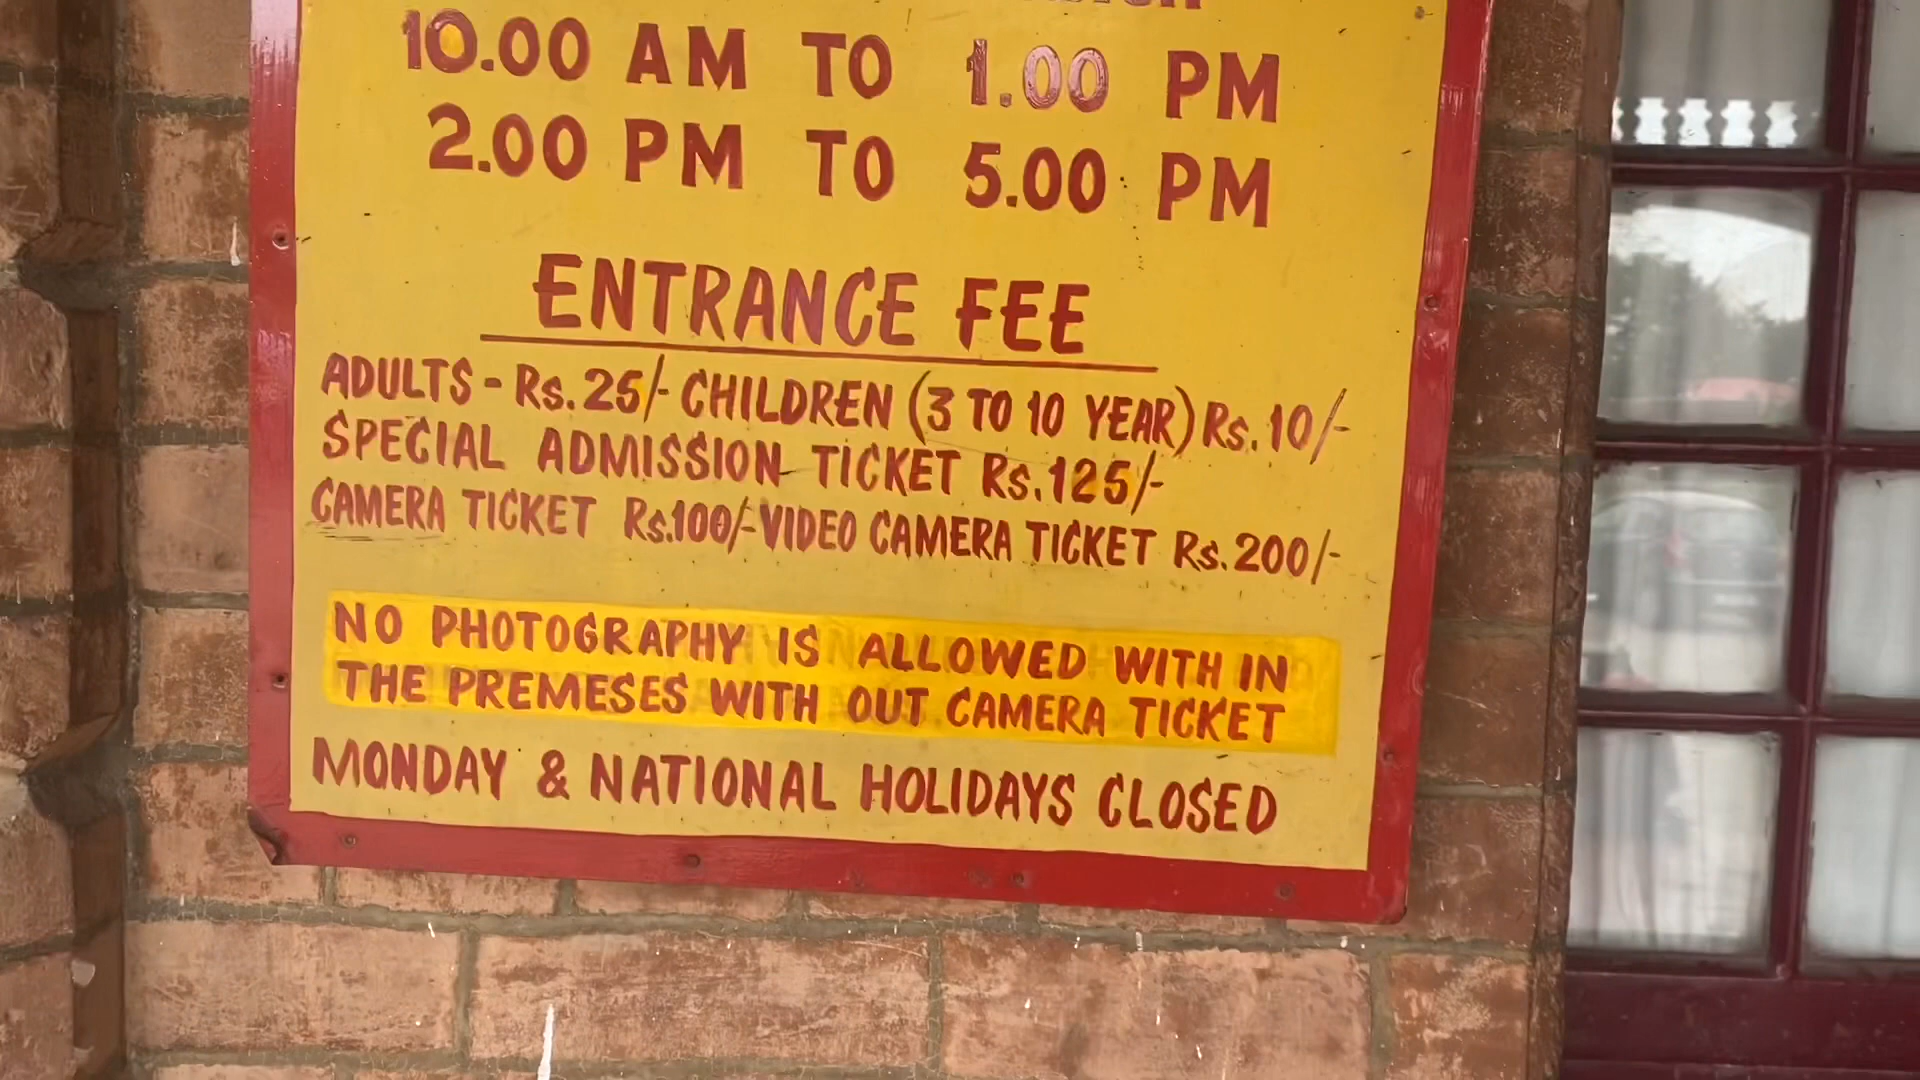 10.00 AM TO 1.00 PM
2.00 PM TO 5.00 PM
ENTRANCE FEE
ADULTS - Rs. 25/- CHILDREN (3 TO 10 YEAR) Rs. 10/-
SPECIAL ADMISSION TICKET Rs. 125/-
CAMERA TICKET Rs.100/- VIDEO CAMERA TICKET Rs. 200/-
NO PHOTOGRAPHY IS ALLOWED WITH IN
THE PREMESES WITH OUT CAMERA TICKET
MONDAY & NATIONAL HOLIDAYS CLOSED